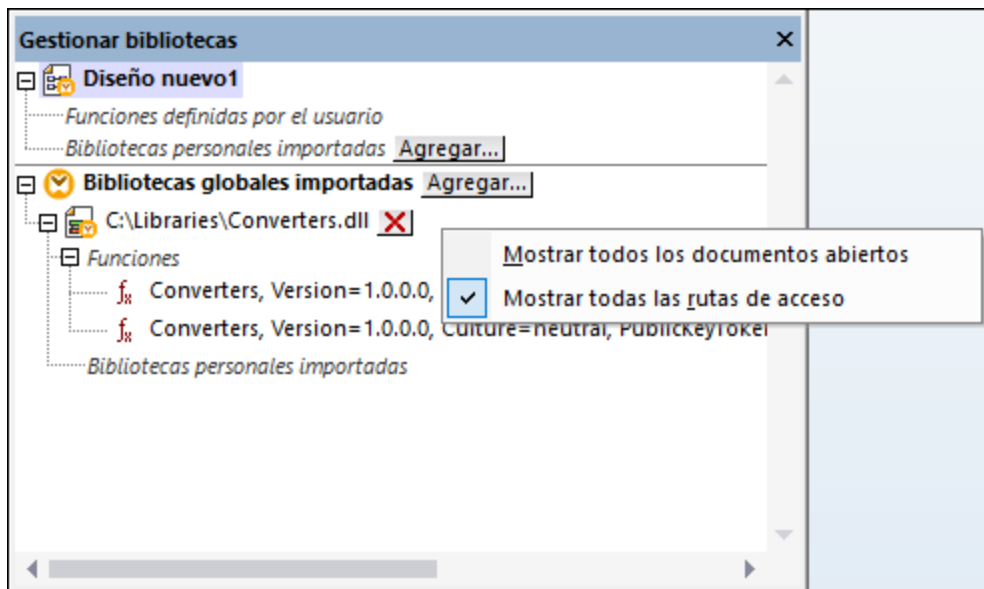 Gestionar bibliotecas
Diseño nuevo1
Funciones definidas por el usuario
Bibliotecas personales importadas Agregar...
Bibliotecas globales importadas Agregar...
C:\Libraries\Converters.dll
Mostrar todos los documentos abiertos
Funciones
Converters, Version=1.0.0.0,
Mostrar todas las rutas de acceso
Converters, Version=1.0.0.0, Culture=neutral, PublicKeyToken
Bibliotecas personales importadas